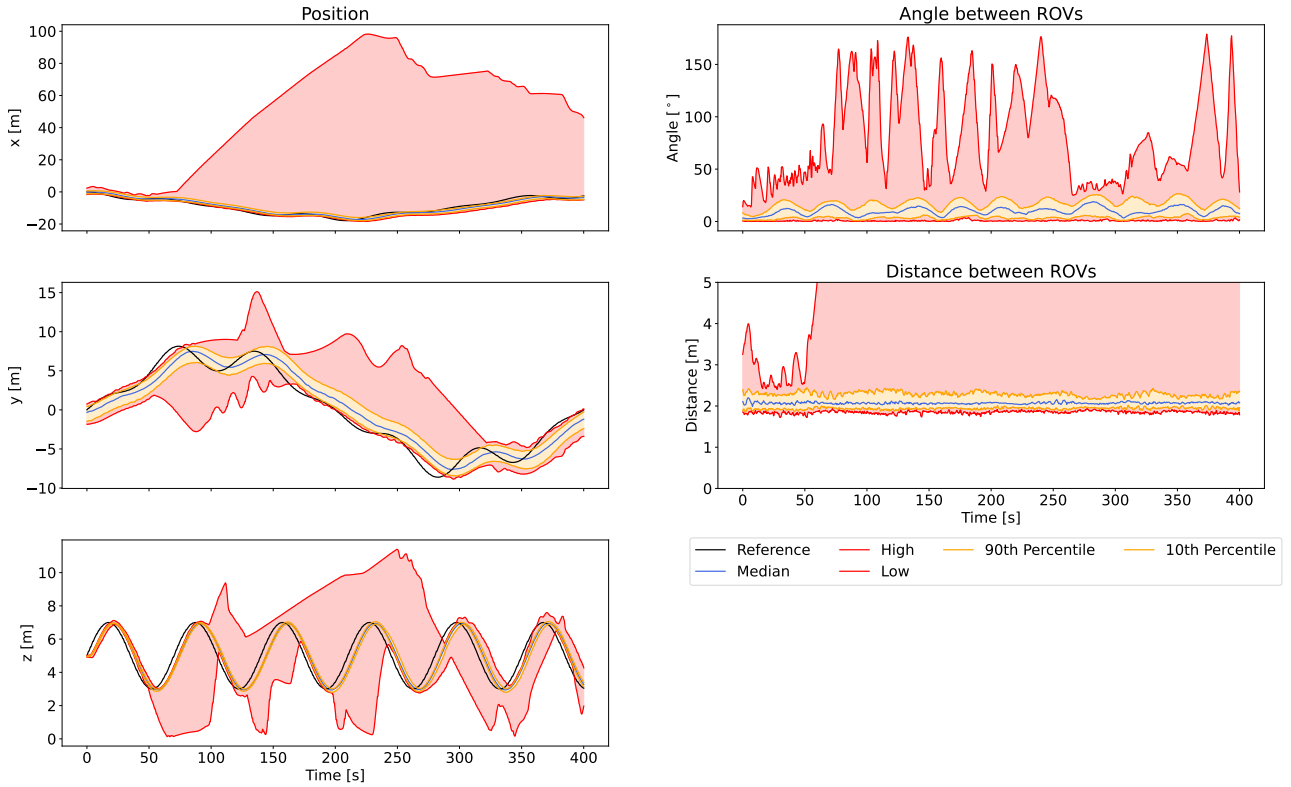 Position
100
80
60
40
20
0
−20
x [m]
15
10
5
0
−5
−10
y [m]
10
8
6
4
2
0
z [m]
0 50 100 150 200 250 300 350 400
Time [s]
Angle between ROVs
150
100
50
0
Angle [°]
Distance between ROVs
5
4
3
2
1
0
Distance [m]
0 50 100 150 200 250 300 350 400
Time [s]
Reference High 90th Percentile 10th Percentile
Median Low